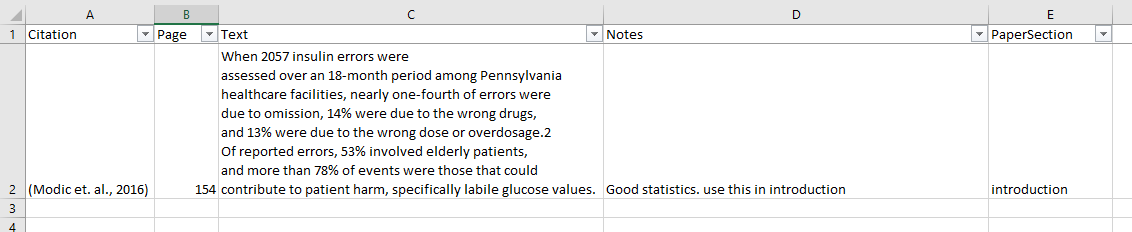 A B C D E
1 Citation Page Text Notes PaperSection
When 2057 insulin errors were
assessed over an 18-month period among Pennsylvania
healthcare facilities, nearly one-fourth of errors were
due to omission, 14% were due to the wrong drugs,
and 13% were due to the wrong dose or overdosage.2
Of reported errors, 53% involved elderly patients,
and more than 78% of events were those that could
2 (Modic et. al., 2016) 154 contribute to patient harm, specifically labile glucose values. Good statistics. use this in introduction introduction
3
4